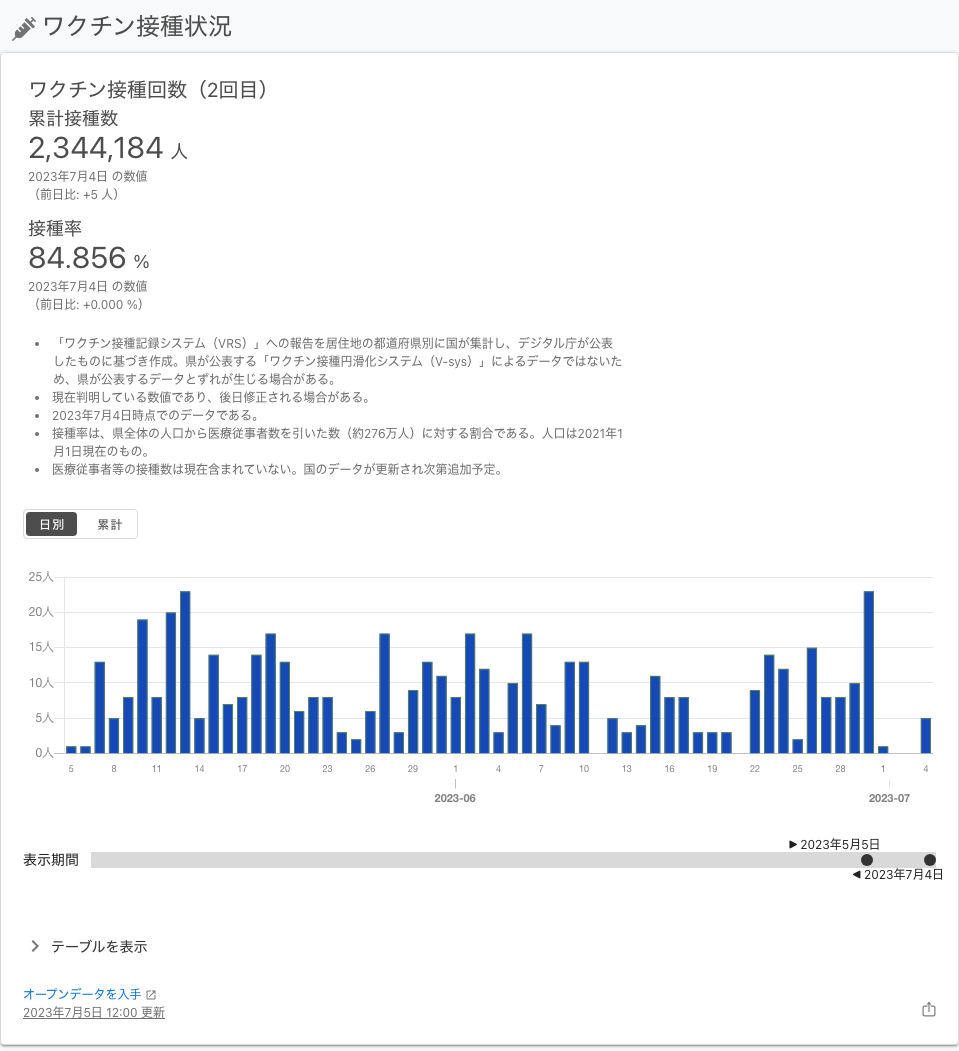 ワクチン接種状況
ワクチン接種回数（2回目）
累計接種数
2,344,184 人
2023年7月4日 の数値
（前日比: +5 人）
接種率
84.856 %
2023年7月4日 の数値
（前日比: +0.000 %）
• 「ワクチン接種記録システム（VRS）」への報告を居住地の都道府県別に国が集計し、デジタル庁が公表
したものに基づき作成。県が公表する「ワクチン接種円滑化システム（V-sys）」によるデータではないた
め、県が公表するデータとずれが生じる場合がある。
• 現在判明している数値であり、後日修正される場合がある。
• 2023年7月4日時点でのデータである。
• 接種率は、県全体の人口から医療従事者数を引いた数（約276万人）に対する割合である。人口は2021年1
月1日現在のもの。
• 医療従事者等の接種数は現在含まれていない。国のデータが更新され次第追加予定。
日別 累計
25人
20人
15人
10人
5人
0人
5 8 11 14 17 20 23 26 29 1 4 7 10 13 16 19 22 25 28 1 4
2023-06 2023-07
▶ 2023年5月5日
表示期間
◀ 2023年7月4日
テーブルを表示
オープンデータを入手
2023年7月5日 12:00 更新